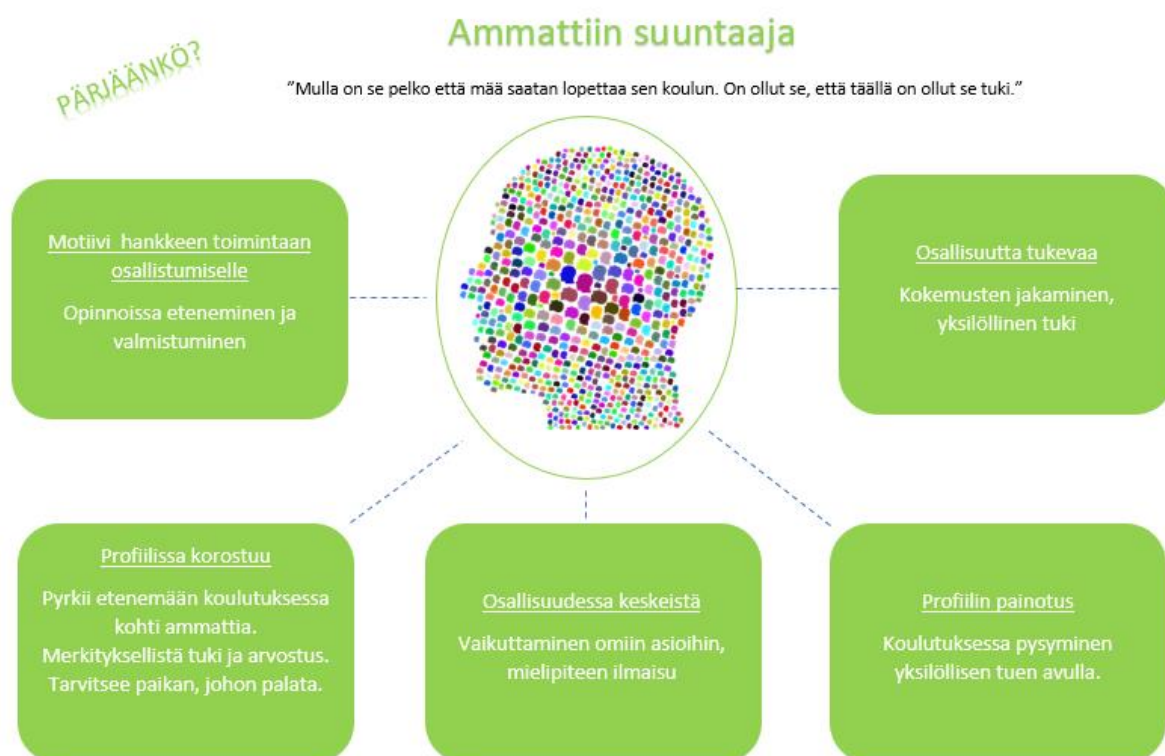 Ammattiin suuntaaja
PÄRJÄÄNKÖ?
"Mulla on se pelko että mää saatan lopettaa sen koulun. On ollut se, että täällä on ollut se tuki."
Motiivi hankkeen toimintaan
osallistumiselle
Opinnoissa eteneminen ja
valmistuminen
Osallisuutta tukevaa
Kokemusten jakaminen,
yksilöllinen tuki
Profiilissa korostuu
Pyrkii etenemään koulutuksessa
kohti ammattia.
Merkityksellistä tuki ja arvostus.
Tarvitsee paikan, johon palata.
Osallisuudessa keskeistä
Vaikuttaminen omiin asioihin,
mielipiteen ilmaisu
Profiilin painotus
Koulutuksessa pysyminen
yksilöllisen tuen avulla.